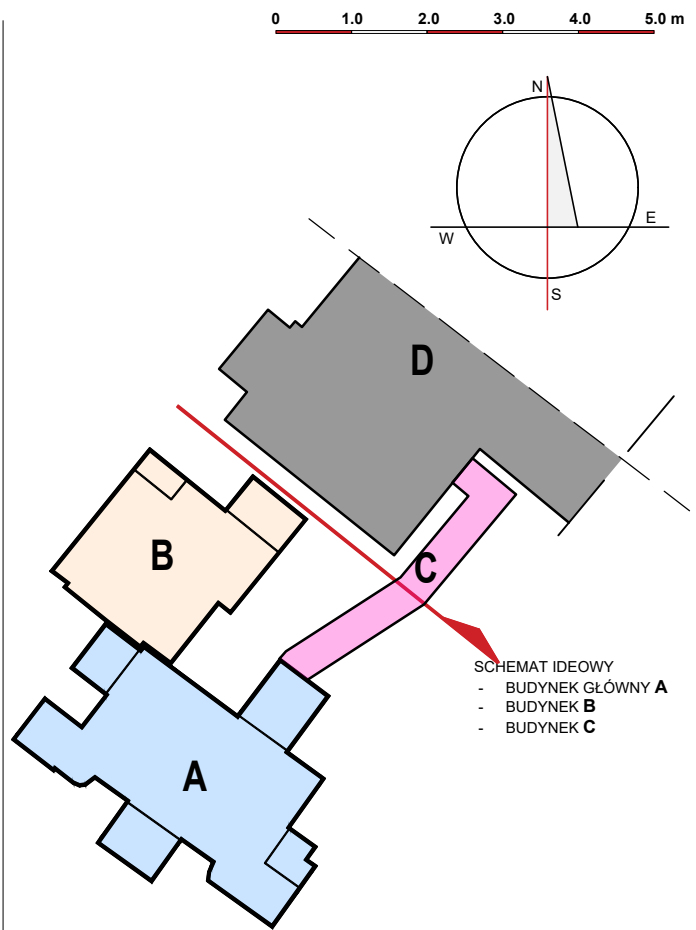 0 1.0 2.0 3.0 4.0 5.0 m
N
W E
S
D
B
C
A
SCHEMAT IDEOWY
- BUDYNEK GŁÓWNY A
- BUDYNEK B
- BUDYNEK C